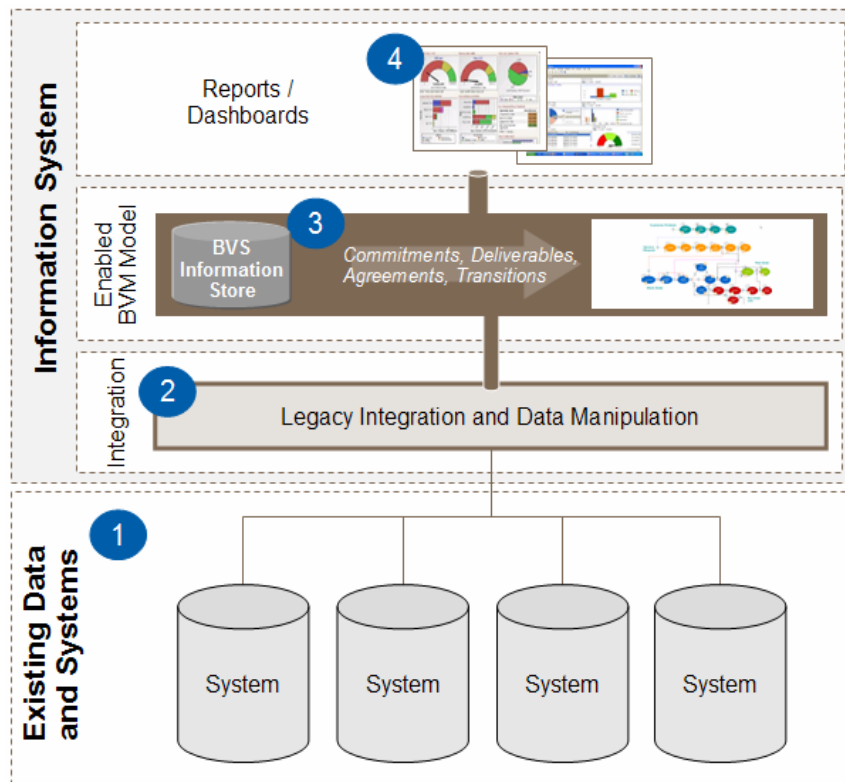 Information System
4
Reports /
Dashboards
Enabled
BVM Model
3
BVS
Information
Store
Commitments, Deliverables,
Agreements, Transitions
Integration
2
Legacy Integration and Data Manipulation
Existing Data
and Systems
1
System
System
System
System